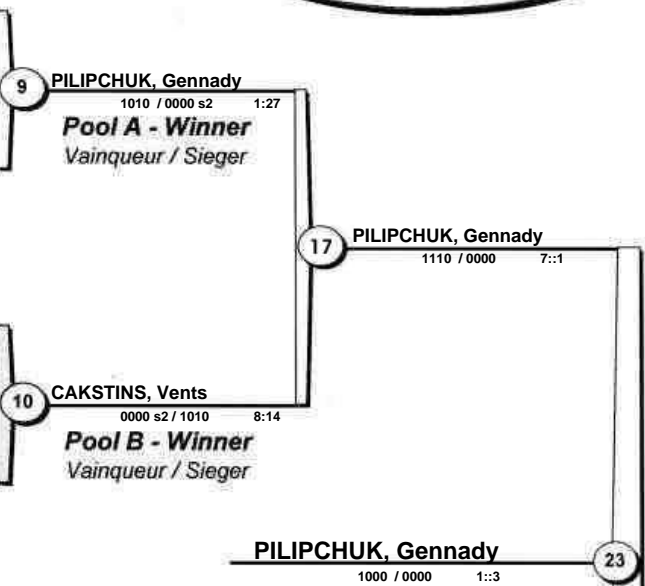 9
PILIPCHUK, Gennady
1010 / 0000 s2 1:27
Pool A - Winner
Vainqueur / Sieger
17
PILIPCHUK, Gennady
1110 / 0000 7::1
10
CAKSTINS, Vents
0000 s2 / 1010 8:14
Pool B - Winner
Vainqueur / Sieger
PILIPCHUK, Gennady
23
1000 / 0000 1::3